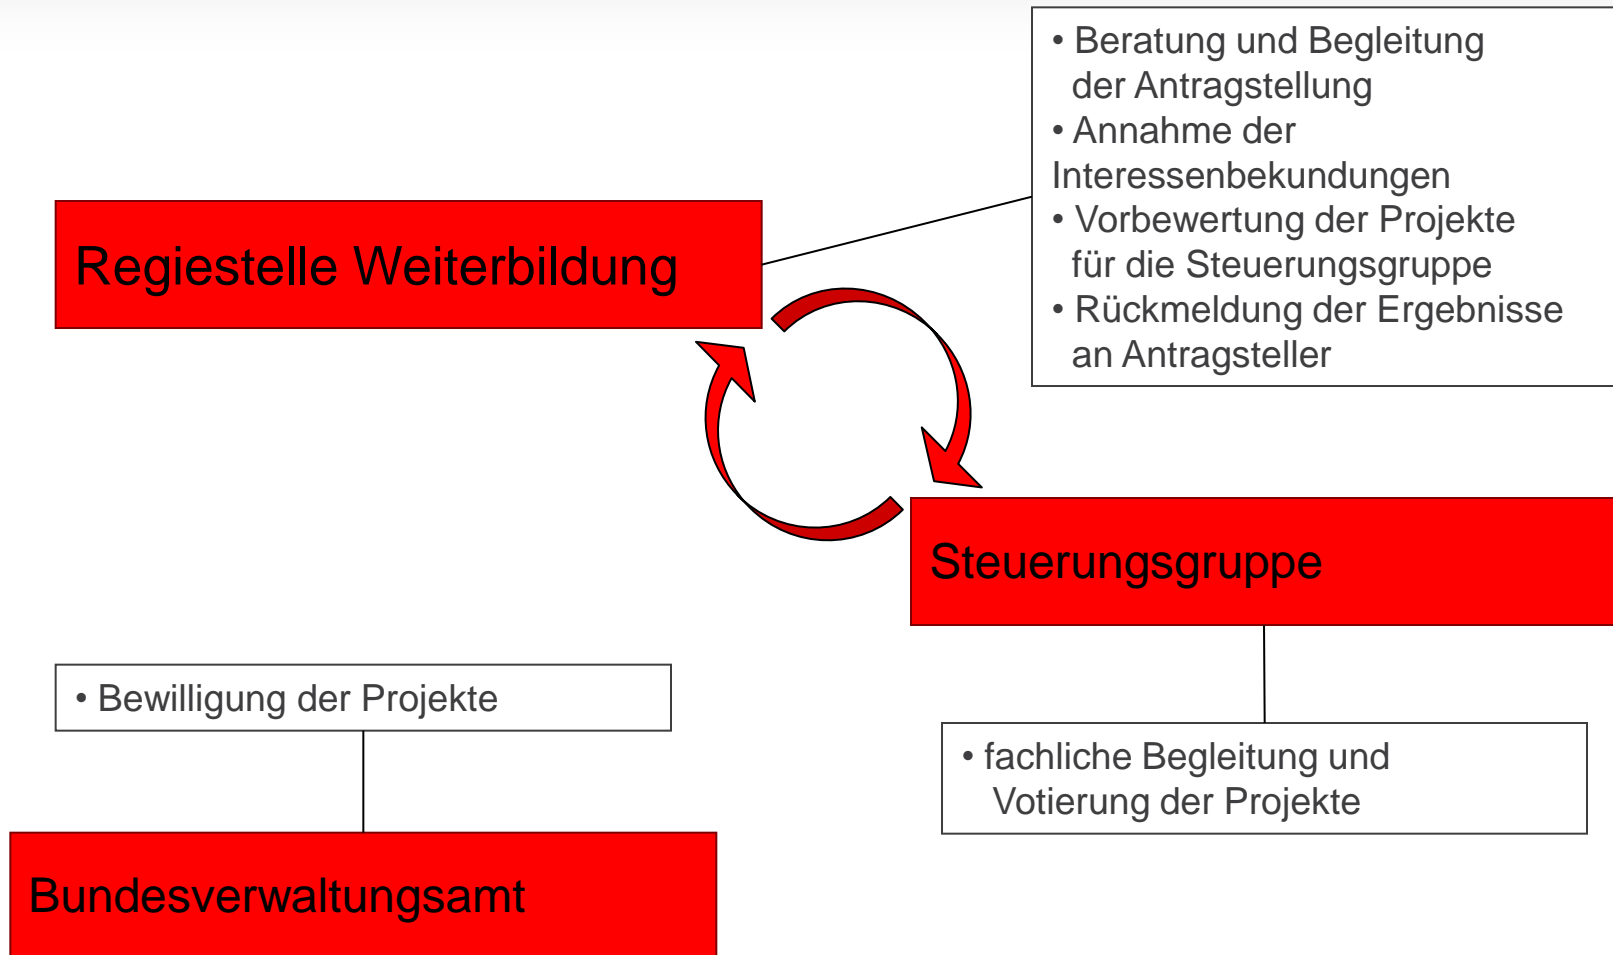 • Beratung und Begleitung
der Antragstellung
• Annahme der
Interessenbekundungen
• Vorbewertung der Projekte
für die Steuerungsgruppe
• Rückmeldung der Ergebnisse
an Antragsteller
Regiestelle Weiterbildung
Steuerungsgruppe
• Bewilligung der Projekte
• fachliche Begleitung und
Votierung der Projekte
Bundesverwaltungsamt